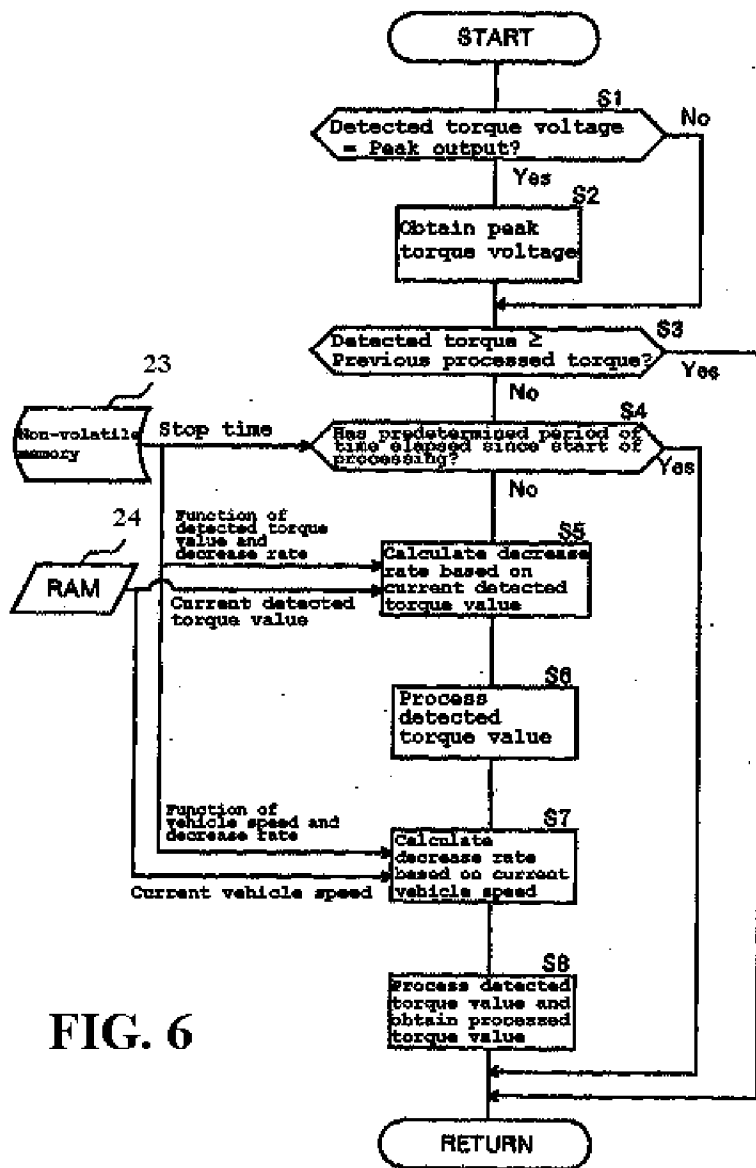 START
S1
Detected torque voltage
= Peak output?
No
Yes
S2
Obtain peak
torque voltage
S3
Detected torque ≥
Previous processed torque?
Yes
No
23
Non-volatile
memory
Stop time
S4
Has predetermined period of
time elapsed since start of
processing?
Yes
No
Function of
detected torque
value and
decrease rate
24
RAM
Current detected
torque value
S5
Calculate decrease
rate based on
current detected
torque value
S6
Process
detected
torque value
Function of
vehicle speed and
decrease rate
Current vehicle speed
S7
Calculate
decrease rate
based on current
vehicle speed
S8
Process detected
torque value and
obtain processed
torque value
FIG. 6
RETURN